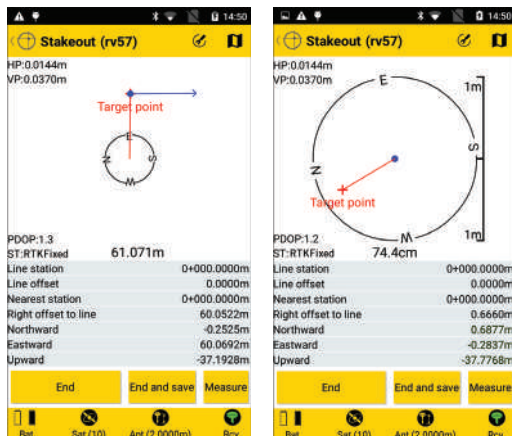 14:50
Stakeout (rv57)
HP:0.0144m
VP:0.0370m
Target point
E
N
S
W
PDOP:1.3
ST:RTKFixed
61.071m
Line station 0+000.0000m
Line offset 0.0000m
Nearest station 0+000.0000m
Right offset to line 60.0522m
Northward -0.2525m
Eastward 60.0692m
Upward -37.1928m
End
End and save
Measure
Bat
Sat (10)
Ant (2.0000m)
Rcv
14:50
Stakeout (rv57)
HP:0.0144m
VP:0.0370m
E
1m
S
N
Target point
W
1m
PDOP:1.2
ST:RTKFixed
74.4cm
Line station 0+000.0000m
Line offset 0.0000m
Nearest station 0+000.0000m
Right offset to line 0.6660m
Northward 0.6877m
Eastward -0.2837m
Upward -37.7768m
End
End and save
Measure
Bat
Sat (10)
Ant (2.0000m)
Rcv